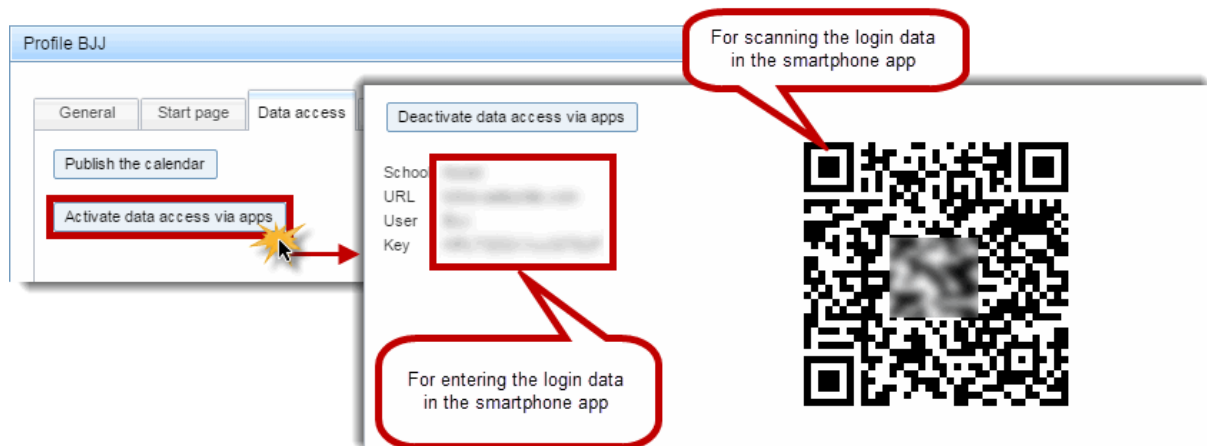 Profile BJJ
For scanning the login data
in the smartphone app
General
Start page
Data access
Deactivate data access via apps
Publish the calendar
School
URL
Activate data access via apps
User
Key
For entering the login data
in the smartphone app